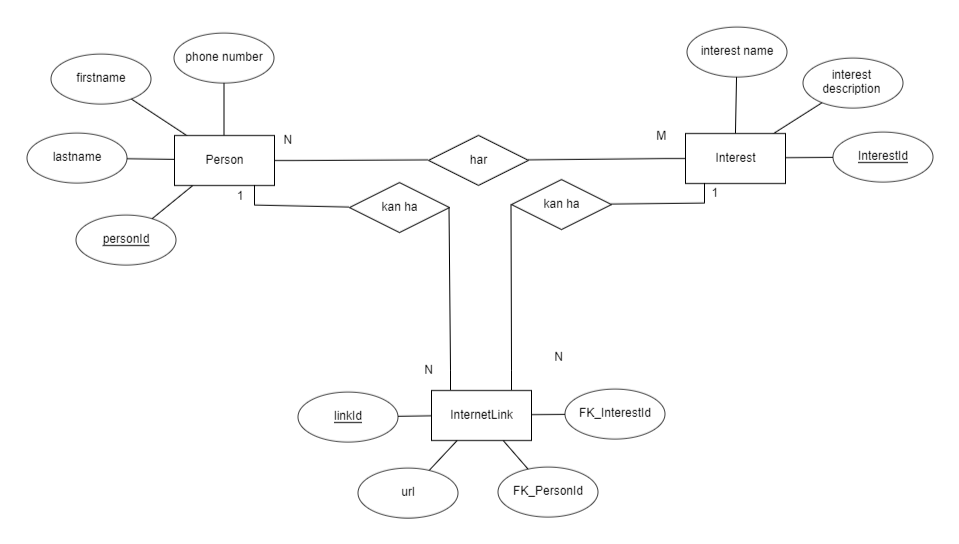 phone number
interest name
firstname
interest
description
N
M
lastname
Person
har
Interest
InterestId
1
kan ha
kan ha
1
personId
N
N
linkId
InternetLink
FK_InterestId
url
FK_PersonId